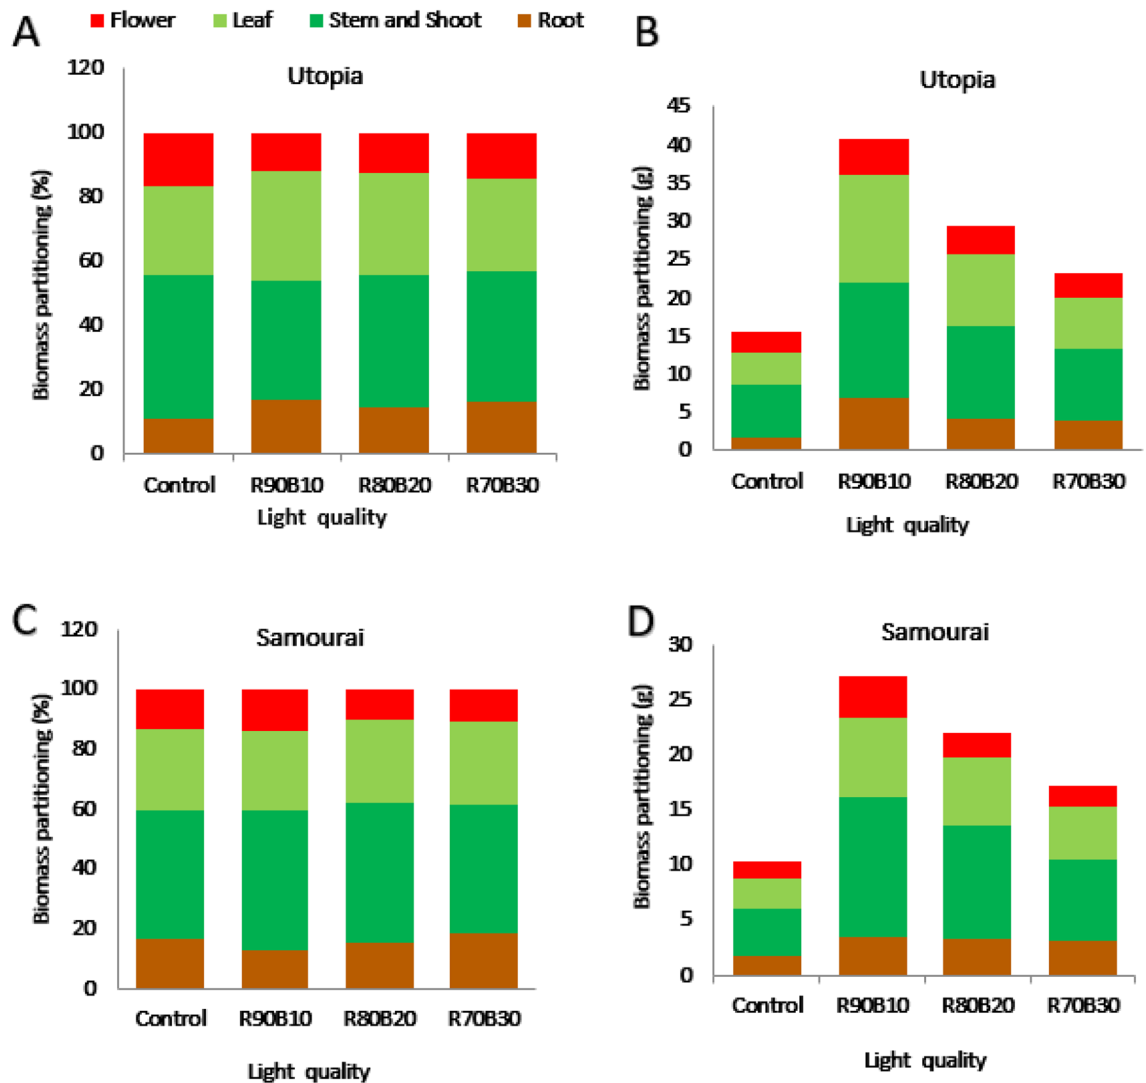 A
Flower Leaf Stem and Shoot Root
B
Utopia
Biomass partitioning (%)
120
100
80
60
40
20
0
Control R90B10 R80B20 R70B30
Light quality
Utopia
Biomass partitioning (g)
45
40
35
30
25
20
15
10
5
0
Control R90B10 R80B20 R70B30
Light quality
C
Samourai
Biomass partitioning (%)
120
100
80
60
40
20
0
Control R90B10 R80B20 R70B30
Light quality
D
Samourai
Biomass partitioning (g)
30
25
20
15
10
5
0
Control R90B10 R80B20 R70B30
Light quality